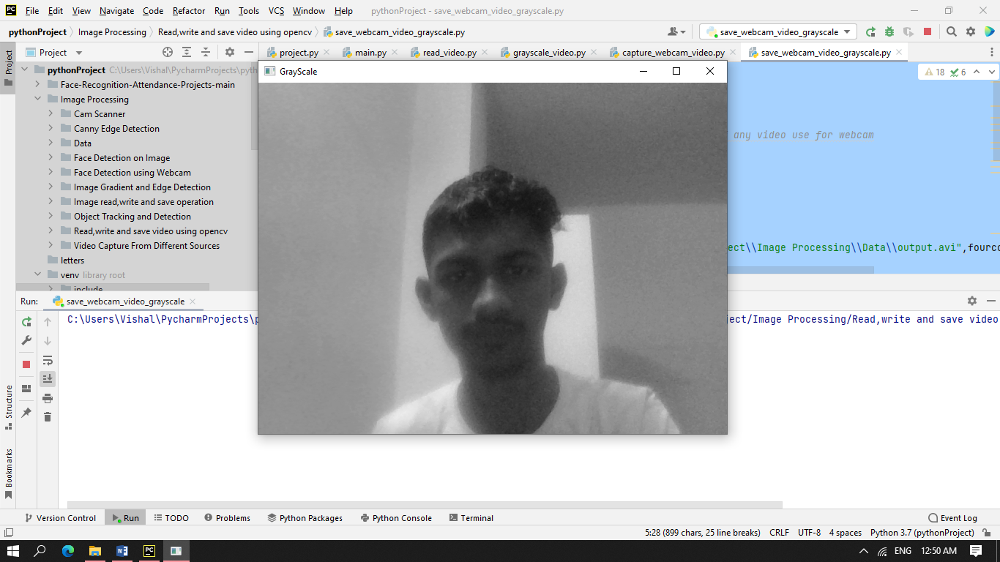 PC File Edit View Navigate Code Refactor Run Tools VCS Window Help pythonProject - save_webcam_video_grayscale.py
pythonProject Image Processing Read,write and save video using opencv save_webcam_video_grayscale.py save_webcam_video_grayscale
Project project.py main.py read_video.py grayscale_video.py capture_webcam_video.py save_webcam_video_grayscale.py
Project
pythonProject C:\Users\Vishal\PycharmProjects\pyth
Face-Recognition-Attendance-Projects-main
Image Processing
Cam Scanner
Canny Edge Detection
Data
Face Detection on Image
Face Detection using Webcam
Image Gradient and Edge Detection
Image read,write and save operation
Object Tracking and Detection
Read,write and save video using opencv
Video Capture From Different Sources
letters
venv library root
include
GrayScale
18 6
any video use for webcam
ect\\Image Processing\\Data\\output.avi",fourcc
Run: save_webcam_video_grayscale
C:\Users\Vishal\PycharmProjects\p
ject/Image Processing/Read,write and save video
Structure
Bookmarks
Version Control Run TODO Problems Python Packages Python Console Terminal Event Log
5:28 (899 chars, 25 line breaks) CRLF UTF-8 4 spaces Python 3.7 (pythonProject)
W PC ENG 12:50 AM